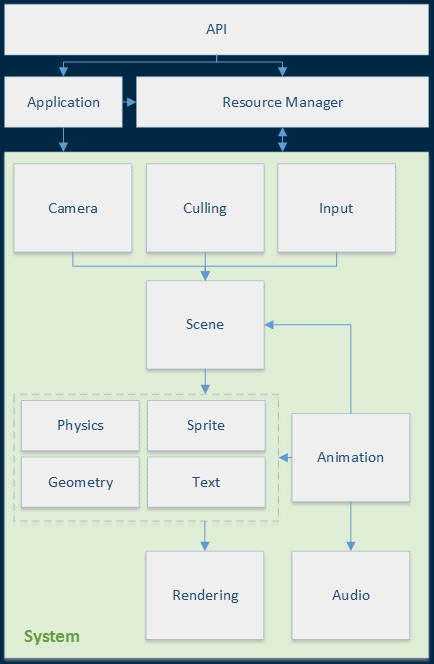 API
Application
Resource Manager
Camera
Culling
Input
Scene
Physics
Sprite
Geometry
Text
Animation
Rendering
Audio
System